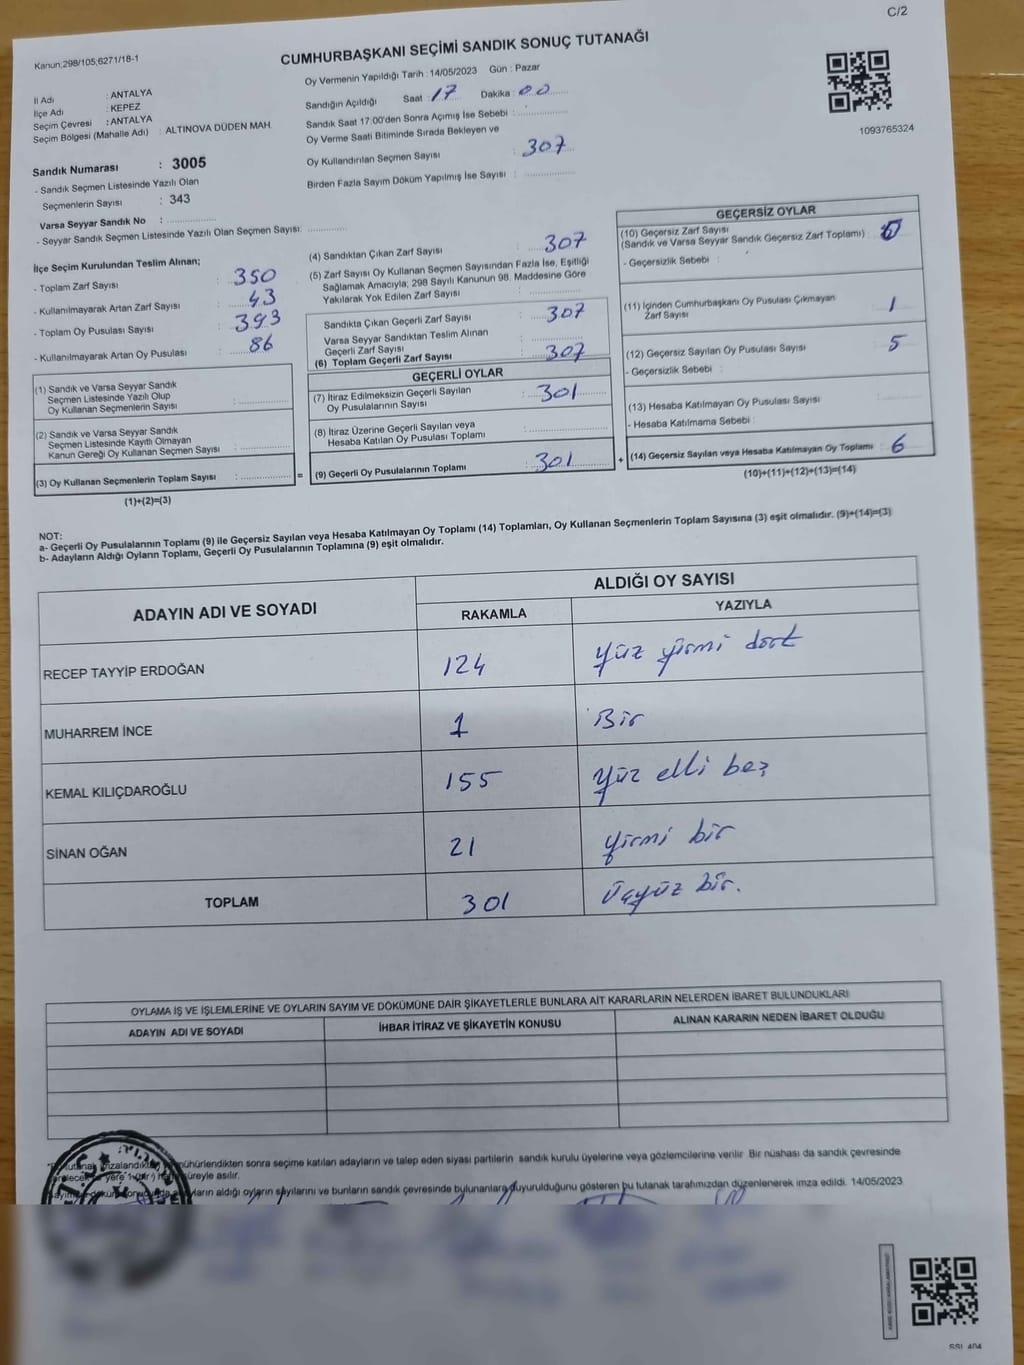 C/2
Kanun;298/105;6271/18-1
CUMHURBAŞKANI SEÇİMİ SANDIK SONUÇ TUTANAĞI
Oy Vermenin Yapıldığı Tarih : 14/05/2023 Gün : Pazar
İl Adı : ANTALYA
İlçe Adı : KEPEZ
Seçim Çevresi : ANTALYA
Seçim Bölgesi (Mahalle Adı) : ALTINOVA DÜDEN MAH.
Sandığın Açıldığı Saat : 17 Dakika : 00
Sandık Saat 17:00'den Sonra Açmış İse Sebebi :
Oy Verme Saati Bitiminde Sırada Bekleyen ve
Oy Kullandırılan Seçmen Sayısı : 307
Birden Fazla Sayım Döküm Yapılmış İse Sayısı :
1093765324
Sandık Numarası : 3005
- Sandık Seçmen Listesinde Yazılı Olan
Seçmenlerin Sayısı : 343
Varsa Seyyar Sandık No :
- Seyyar Sandık Seçmen Listesinde Yazılı Olan Seçmen Sayısı:
İlçe Seçim Kurulundan Teslim Alınan;
- Toplam Zarf Sayısı : 350
- Kullanılmayarak Artan Zarf Sayısı : 43
- Toplam Oy Pusulası Sayısı : 393
- Kullanılmayarak Artan Oy Pusulası : 86
(1) Sandık ve Varsa Seyyar Sandık
Seçmen Listesinde Yazılı Olup
Oy Kullanan Seçmenlerin Sayısı :
(2) Sandık ve Varsa Seyyar Sandık
Seçmen Listesinde Kayıtlı Olmayan
Kanun Gereği Oy Kullanan Seçmen Sayısı :
(3) Oy Kullanan Seçmenlerin Toplam Sayısı :
(1)+(2)=(3)
(4) Sandıktan Çıkan Zarf Sayısı : 307
(5) Zarf Sayısı Oy Kullanan Seçmen Sayısından Fazla İse, Eşitliği
Sağlamak Amacıyla; 298 Sayılı Kanunun 98. Maddesine Göre
Yakılarak Yok Edilen Zarf Sayısı :
Sandıkta Çıkan Geçerli Zarf Sayısı : 307
Varsa Seyyar Sandıktan Teslim Alınan
Geçerli Zarf Sayısı :
(6) Toplam Geçerli Zarf Sayısı : 307
GEÇERLİ OYLAR
(7) İtiraz Edilmeksizin Geçerli Sayılan
Oy Pusulalarının Sayısı : 301
(8) İtiraz Üzerine Geçerli Sayılan veya
Hesaba Katılan Oy Pusulası Toplamı :
= (9) Geçerli Oy Pusulalarının Toplamı : 301
GEÇERSİZ OYLAR
(10) Geçersiz Zarf Sayısı
(Sandık ve Varsa Seyyar Sandık Geçersiz Zarf Toplamı) :
- Geçersizlik Sebebi :
(11) İçinden Cumhurbaşkanı Oy Pusulası Çıkmayan
Zarf Sayısı : 1
(12) Geçersiz Sayılan Oy Pusulası Sayısı : 5
- Geçersizlik Sebebi :
(13) Hesaba Katılmayan Oy Pusulası Sayısı :
- Hesaba Katılmama Sebebi :
+ (14) Geçersiz Sayılan veya Hesaba Katılmayan Oy Toplamı : 6
(10)+(11)+(12)+(13)=(14)
NOT:
a- Geçerli Oy Pusulalarının Toplamı (9) ile Geçersiz Sayılan veya Hesaba Katılmayan Oy Toplamı (14) Toplamları, Oy Kullanan Seçmenlerin Toplam Sayısına (3) eşit olmalıdır. (9)+(14)=(3)
b- Adayların Aldığı Oyların Toplamı, Geçerli Oy Pusulalarının Toplamına (9) eşit olmalıdır.
ADAYIN ADI VE SOYADI
ALDIĞI OY SAYISI
RAKAMLA YAZIYLA
RECEP TAYYİP ERDOĞAN 124 Yüz yirmi dört
MUHARREM İNCE 1 Bir
KEMAL KILIÇDAROĞLU 155 Yüz elli beş
SİNAN OĞAN 21 Yirmi bir
TOPLAM 301 Üçyüz bir.
OYLAMA İŞ VE İŞLEMLERİNE VE OYLARIN SAYIM VE DÖKÜMÜNE DAİR ŞİKAYETLERLE BUNLARA AİT KARARLARIN NELERDEN İBARET BULUNDUKLARI
ADAYIN ADI VE SOYADI İHBAR İTİRAZ VE ŞİKAYETİN KONUSU ALINAN KARARIN NEDEN İBARET OLDUĞU
mühürlendikten sonra seçime katılan adayların ve talep eden siyasi partilerin sandık kurulu üyelerine veya gözlemcilerine verilir Bir nüshası da sandık çevresinde
süreyle asılır.
aldığı oyların sayılarını ve bunların sandık çevresinde bulunanlara duyurulduğunu gösteren bu tutanak tarafımızdan düzenlenerek imza edildi. 14/05/2023